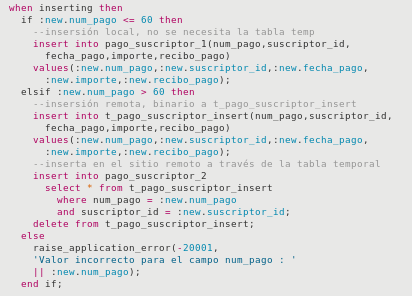 when inserting then
if :new.num_pago <= 60 then
--insersión local, no se necesita la tabla temp
insert into pago_suscriptor_1(num_pago,suscriptor_id,
fecha_pago,importe,recibo_pago)
values(:new.num_pago,:new.suscriptor_id,:new.fecha_pago,
:new.importe,:new.recibo_pago);
elsif :new.num_pago > 60 then
--insersión remota, binario a t_pago_suscriptor_insert
insert into t_pago_suscriptor_insert(num_pago,suscriptor_id,
fecha_pago,importe,recibo_pago)
values(:new.num_pago,:new.suscriptor_id,:new.fecha_pago,
:new.importe,:new.recibo_pago);
--inserta en el sitio remoto a través de la tabla temporal
insert into pago_suscriptor_2
select * from t_pago_suscriptor_insert
where num_pago = :new.num_pago
and suscriptor_id = :new.suscriptor_id;
delete from t_pago_suscriptor_insert;
else
raise_application_error(-20001,
'Valor incorrecto para el campo num_pago : '
|| :new.num_pago);
end if;